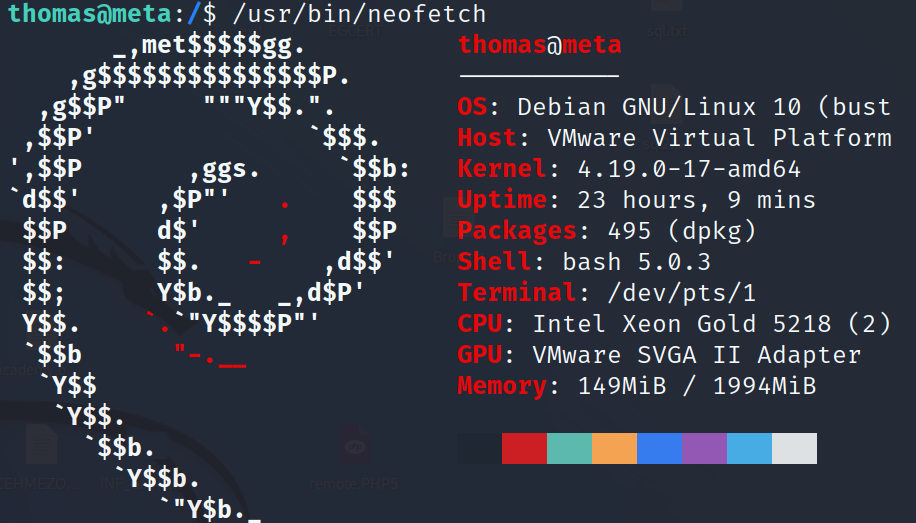 thomas@meta:/$ /usr/bin/neofetch
_,met$$$$$gg.
,g$$$$$$$$$$$$$$$P.
,g$$P"     """Y$$.".
,$$P'              `$$$.
',$$P       ,ggs.     `$$b:
`d$$'     ,$P"'   .    $$$
$$P      d$'     ,    $$P
$$:      $$.   -    ,d$$'
$$;      Y$b._   _,d$P'
Y$$.    `.`"Y$$$$P"'
`$$b      "-.__
`Y$$
`Y$$.
`$$b.
`Y$$b.
`"Y$b._
thomas@meta
-----------
OS: Debian GNU/Linux 10 (bust
Host: VMware Virtual Platform
Kernel: 4.19.0-17-amd64
Uptime: 23 hours, 9 mins
Packages: 495 (dpkg)
Shell: bash 5.0.3
Terminal: /dev/pts/1
CPU: Intel Xeon Gold 5218 (2)
GPU: VMware SVGA II Adapter
Memory: 149MiB / 1994MiB
remote.PHP5